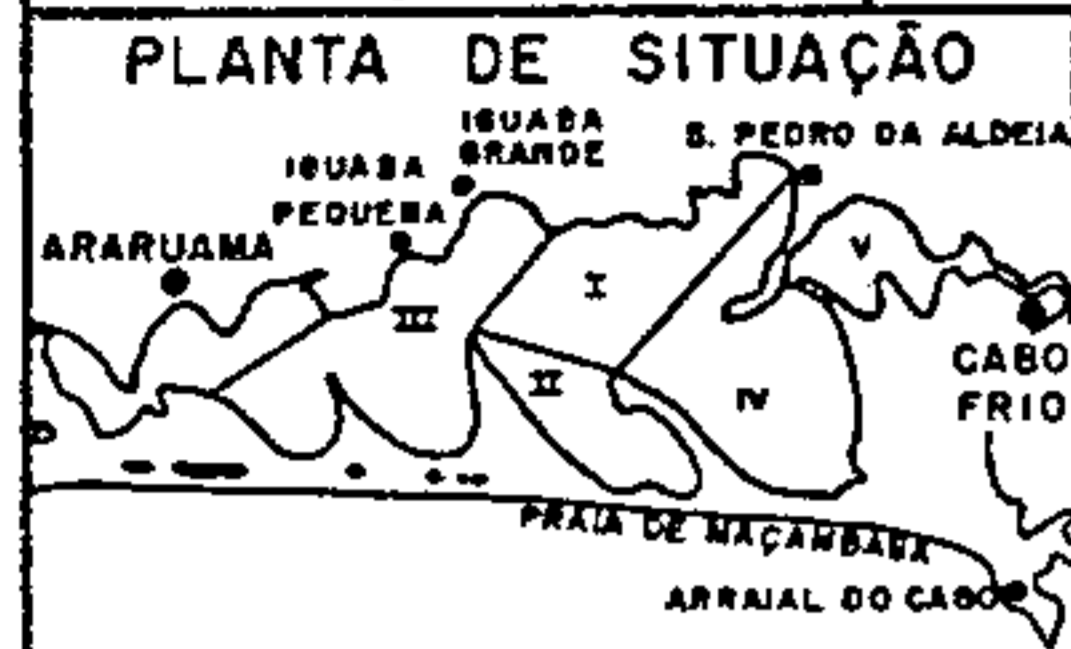 PLANTA DE SITUAÇÃO
IGUABA
GRANDE
S. PEDRO DA ALDEIA
IGUABA
PEQUENA
ARARUAMA
V
I
III
CABO
FRIO
II
IV
PRAIA DE MAÇAMBABA
ARRAIAL DO CABO